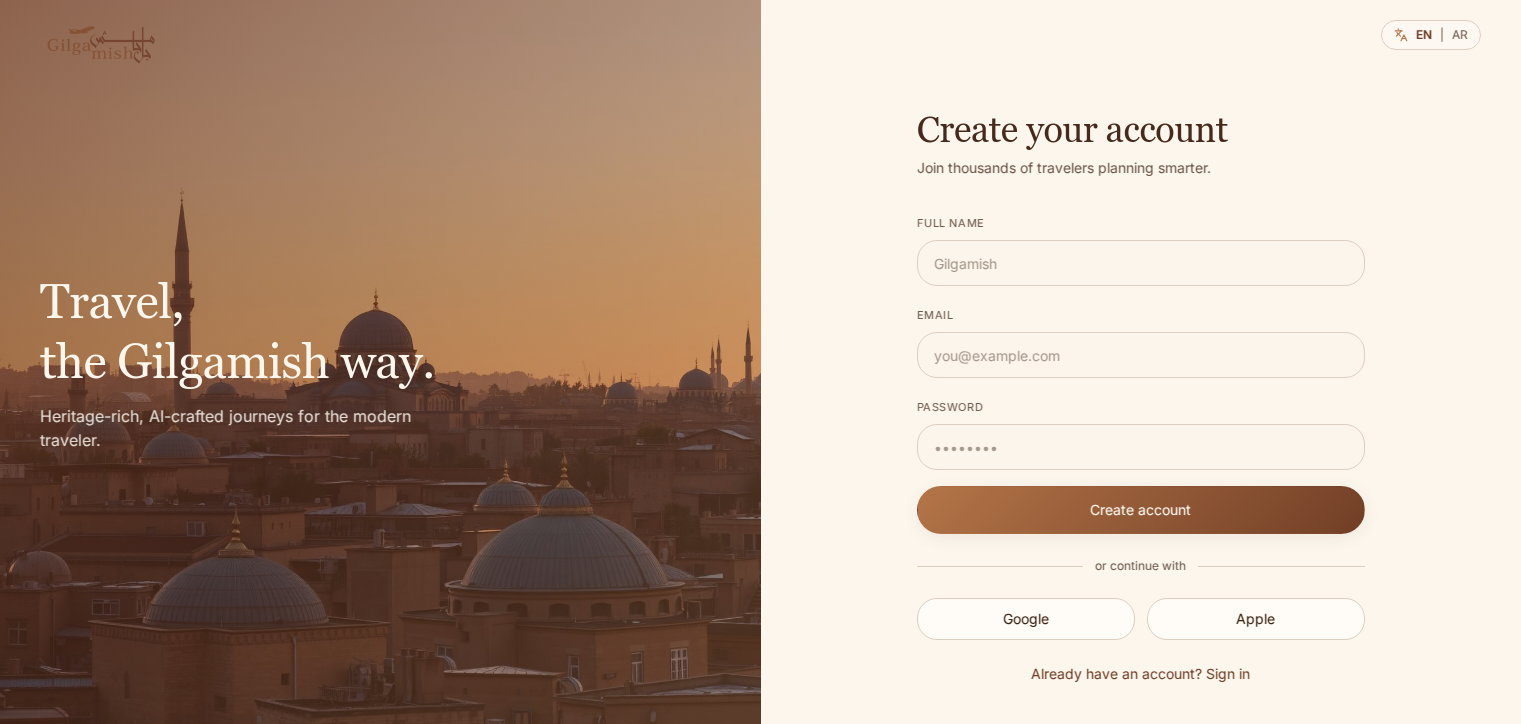 Gilgamish
EN | AR
Travel,
the Gilgamish way.
Heritage-rich, AI-crafted journeys for the modern
traveler.
Create your account
Join thousands of travelers planning smarter.
FULL NAME
Gilgamish
EMAIL
you@example.com
PASSWORD
••••••••
Create account
or continue with
Google
Apple
Already have an account? Sign in